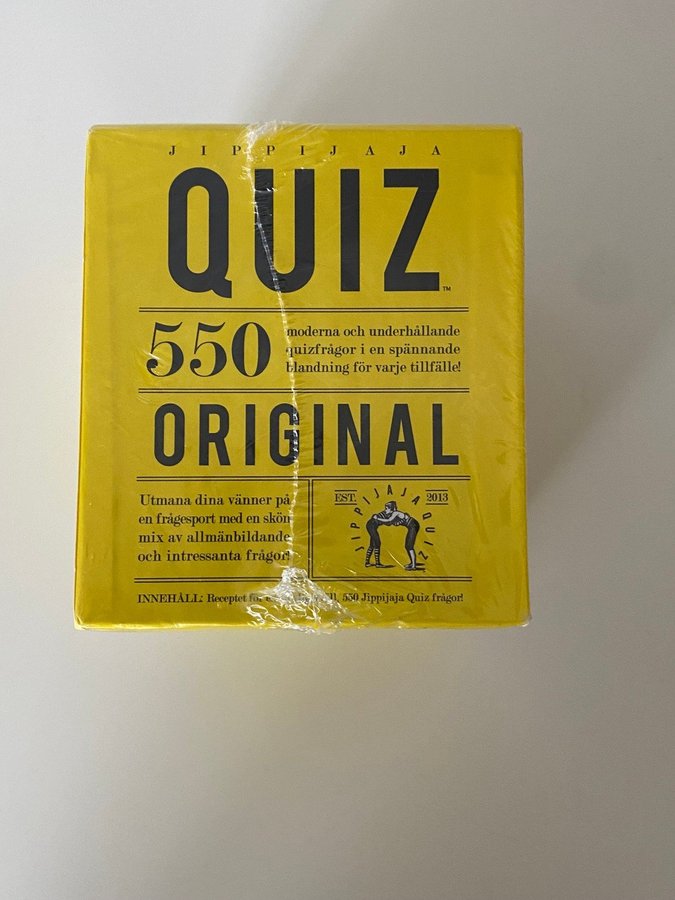 JIPPIJAJA
QUIZ™
550
moderna och underhållande
quizfrågor i en spännande
blandning för varje tillfälle!
ORIGINAL
Utmana dina vänner på
en frågesport med en skön
mix av allmänbildande
och intressanta frågor!
EST. 2013
JIPPIJAJA QUIZ
INNEHÅLL: Receptet för 550 Jippijaja Quiz frågor!